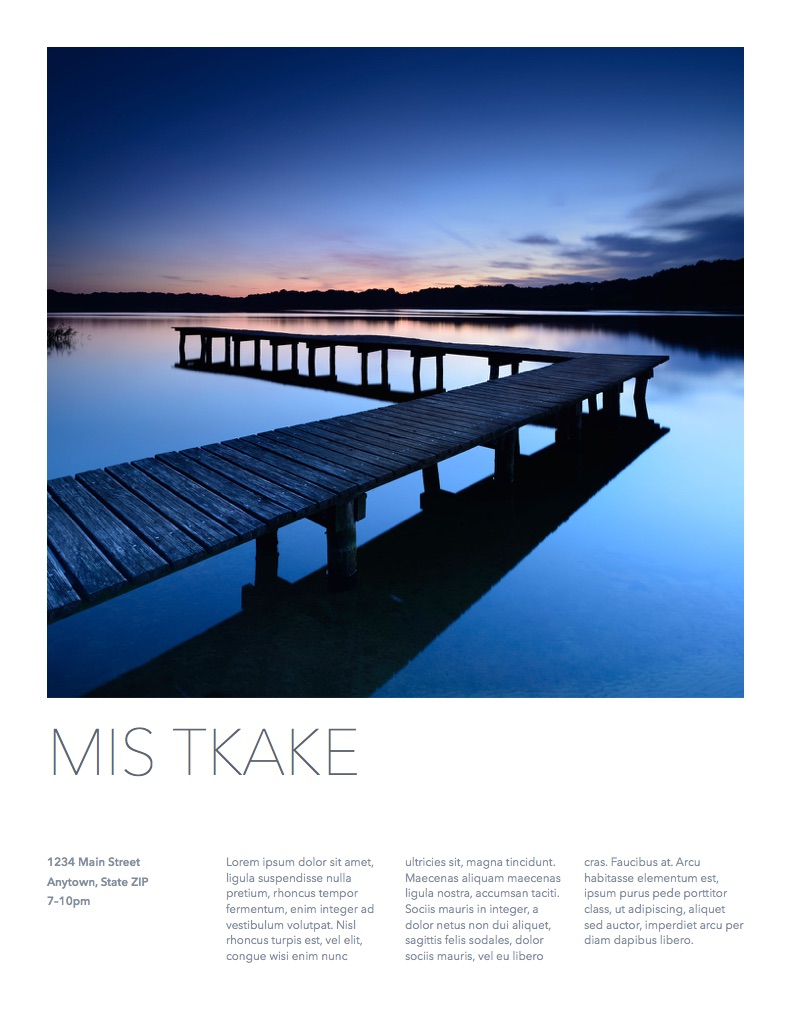 MIS TKAKE
1234 Main Street
Anytown, State ZIP
7–10pm
Lorem ipsum dolor sit amet,
ligula suspendisse nulla
pretium, rhoncus tempor
fermentum, enim integer ad
vestibulum volutpat. Nisl
rhoncus turpis est, vel elit,
congue wisi enim nunc
ultricies sit, magna tincidunt.
Maecenas aliquam maecenas
ligula nostra, accumsan taciti.
Sociis mauris in integer, a
dolor netus non dui aliquet,
sagittis felis sodales, dolor
sociis mauris, vel eu libero
cras. Faucibus at. Arcu
habitasse elementum est,
ipsum purus pede porttitor
class, ut adipiscing, aliquet
sed auctor, imperdiet arcu per
diam dapibus libero.